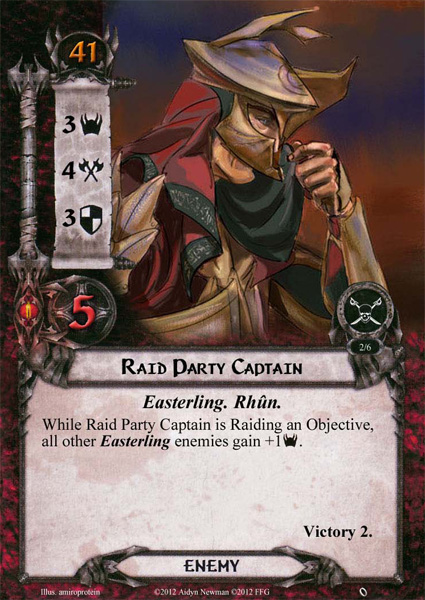 41
3
4
3
5
2/6
Raid Party Captain
Easterling. Rhûn.
While Raid Party Captain is Raiding an Objective,
all other Easterling enemies gain +1.
Victory 2.
ENEMY
Illus. amiroprotein ©2012 Aidyn Newman ©2012 FFG 0